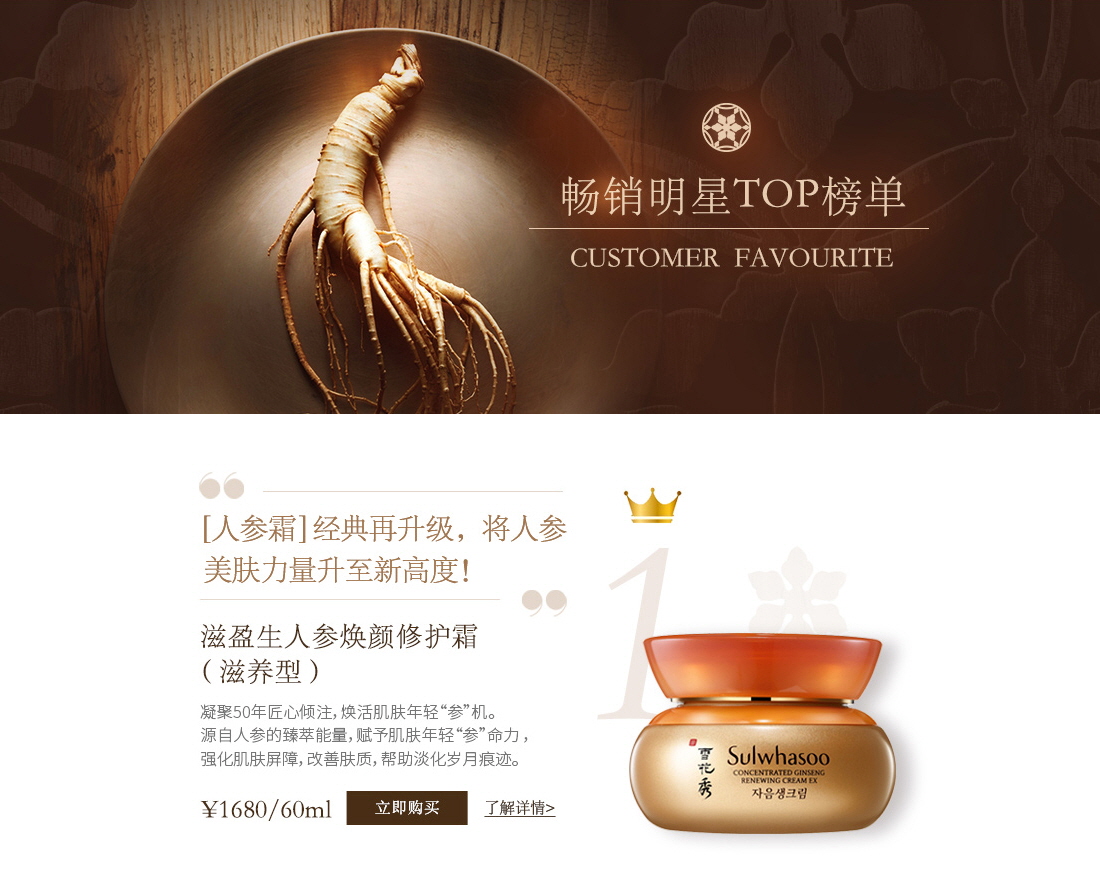 畅销明星TOP榜单
CUSTOMER FAVOURITE
[人参霜]经典再升级，将人参
美肤力量升至新高度！
滋盈生人参焕颜修护霜
（滋养型）
凝聚50年匠心倾注，焕活肌肤年轻“参”机。
源自人参的臻萃能量，赋予肌肤年轻“参”命力，
强化肌肤屏障，改善肤质，帮助淡化岁月痕迹。
¥1680/60ml
立即购买
了解详情>
1
雪花秀
Sulwhasoo
CONCENTRATED GINSENG
RENEWING CREAM EX
자음생크림